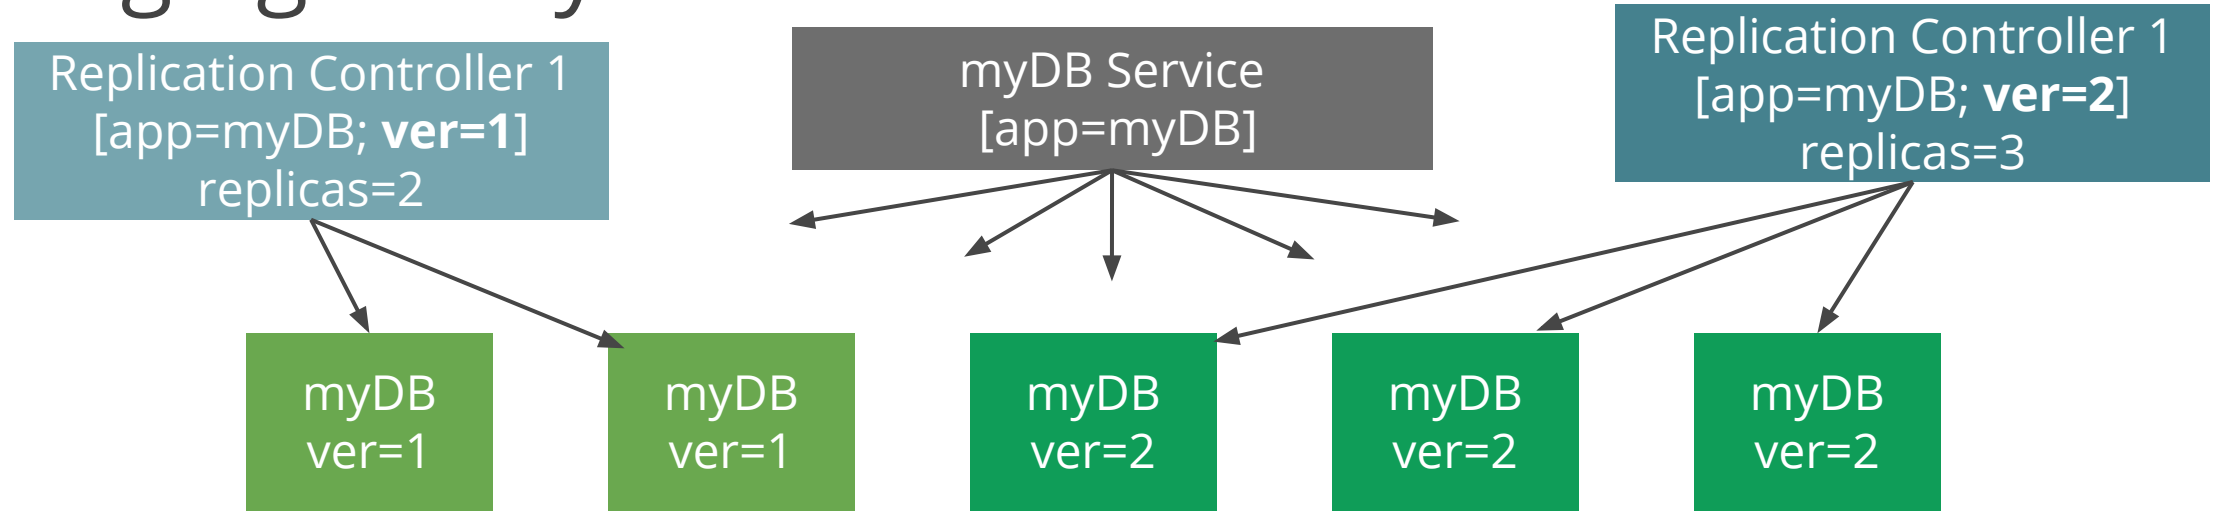 Replication Controller 1
[app=myDB; ver=1]
replicas=2
myDB Service
[app=myDB]
Replication Controller 1
[app=myDB; ver=2]
replicas=3
myDB
ver=1
myDB
ver=1
myDB
ver=2
myDB
ver=2
myDB
ver=2